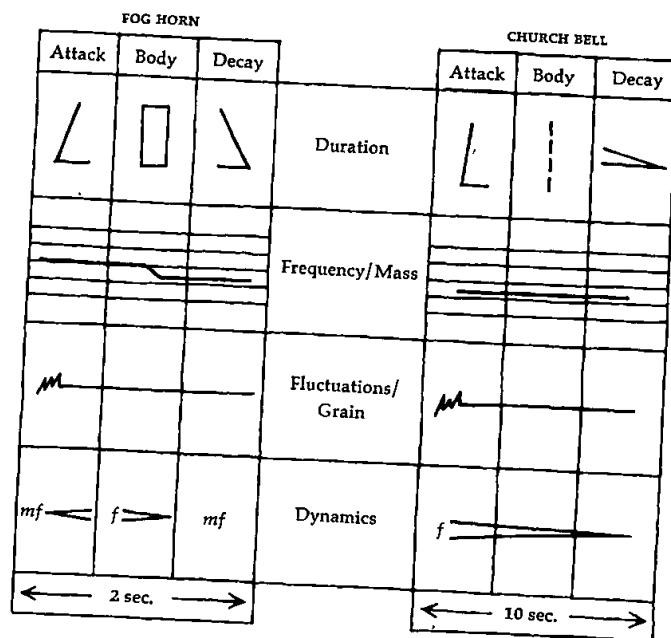 FOG HORN
CHURCH BELL
Attack Body Decay
Attack Body Decay
Duration
Frequency/Mass
Fluctuations/
Grain
mf f mf
Dynamics
f
2 sec.
10 sec.